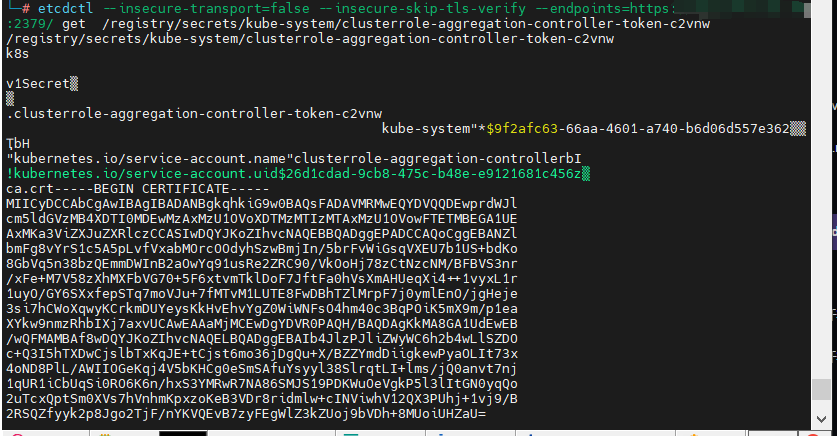 └─# etcdctl --insecure-transport=false --insecure-skip-tls-verify --endpoints=https:
:2379/ get  /registry/secrets/kube-system/clusterrole-aggregation-controller-token-c2vnw
/registry/secrets/kube-system/clusterrole-aggregation-controller-token-c2vnw
k8s
v1Secret▒
▒
.clusterrole-aggregation-controller-token-c2vnw
kube-system"*$9f2afc63-66aa-4601-a740-b6d06d557e362▒▒
ƮbH
"kubernetes.io/service-account.name"clusterrole-aggregation-controllerbI
!kubernetes.io/service-account.uid$26d1cdad-9cb8-475c-b48e-e9121681c456z▒
ca.crt-----BEGIN CERTIFICATE-----
MIICyDCCAbCgAwIBAgIBADANBgkqhkiG9w0BAQsFADAVMRMwEQYDVQQDEwprdWJl
cm5ldGVzMB4XDTI0MDEwMzAxMzU1OVoXDTMzMTIzMTAxMzU1OVowFTETMBEGA1UE
AxMKa3ViZXJuZXRlczCCASIwDQYJKoZIhvcNAQEBBQADggEPADCCAQoCggEBANZl
bmFg8vYrS1c5A5pLvfVxabMOrcOOdyhSzwBmjIn/5brFvWiGsqVXEU7b1US+bdKo
8GbVq5n38bzQEmmDWInB2aOwYq91usRe2ZRC90/VkOoHj78zCtNzcNM/BFBVS3nr
/xFe+M7V58zXhMXFbVG70+5F6xtvmTklDoF7JftFa0hVsXmAHUeqXi4++1vyxL1r
1uyO/GY6SXxfepSTq7moVJu+7fMTvM1LUTE8FwDBhTZlMrpF7j0ymlEnO/jgHeje
3si7hCWoXqwyKCrkmDUYeysKkHvEhvYgZ0WiWNFsO4hm40c3BqPOiK5mX9m/p1ea
XYkw9nmzRhbIXj7axvUCAwEAAaMjMCEwDgYDVR0PAQH/BAQDAgKkMA8GA1UdEwEB
/wQFMAMBAf8wDQYJKoZIhvcNAQELBQADggEBAIb4JlzPJliZWyWC6h2b4wLlSZDO
c+Q3I5hTXDwCjslbTxKqJE+tCjst6mo36jDgQu+X/BZZYmdDiigkewPyaOLIt73x
4oND8PlL/AWIIOGeKqj4V5bKHCg0eSmSAfuYsyyl38SlrqtLI+lms/jQ0anvt7nj
1qUR1iCbUqSi0RO6K6n/hxS3YMRwR7NA86SMJS19PDKWuOeVgkP5l3lItGN0yqQo
2uTcxQptSm0XVs7hVnhmKpxzoKeB3VDr8ridmlw+cINViwhV12QX3PUhj+1vj9/B
2RSQZfyyk2p8Jgo2TjF/nYKVQEvB7zyFEgWlZ3kZUoj9bVDh+8MUoiUHZaU=